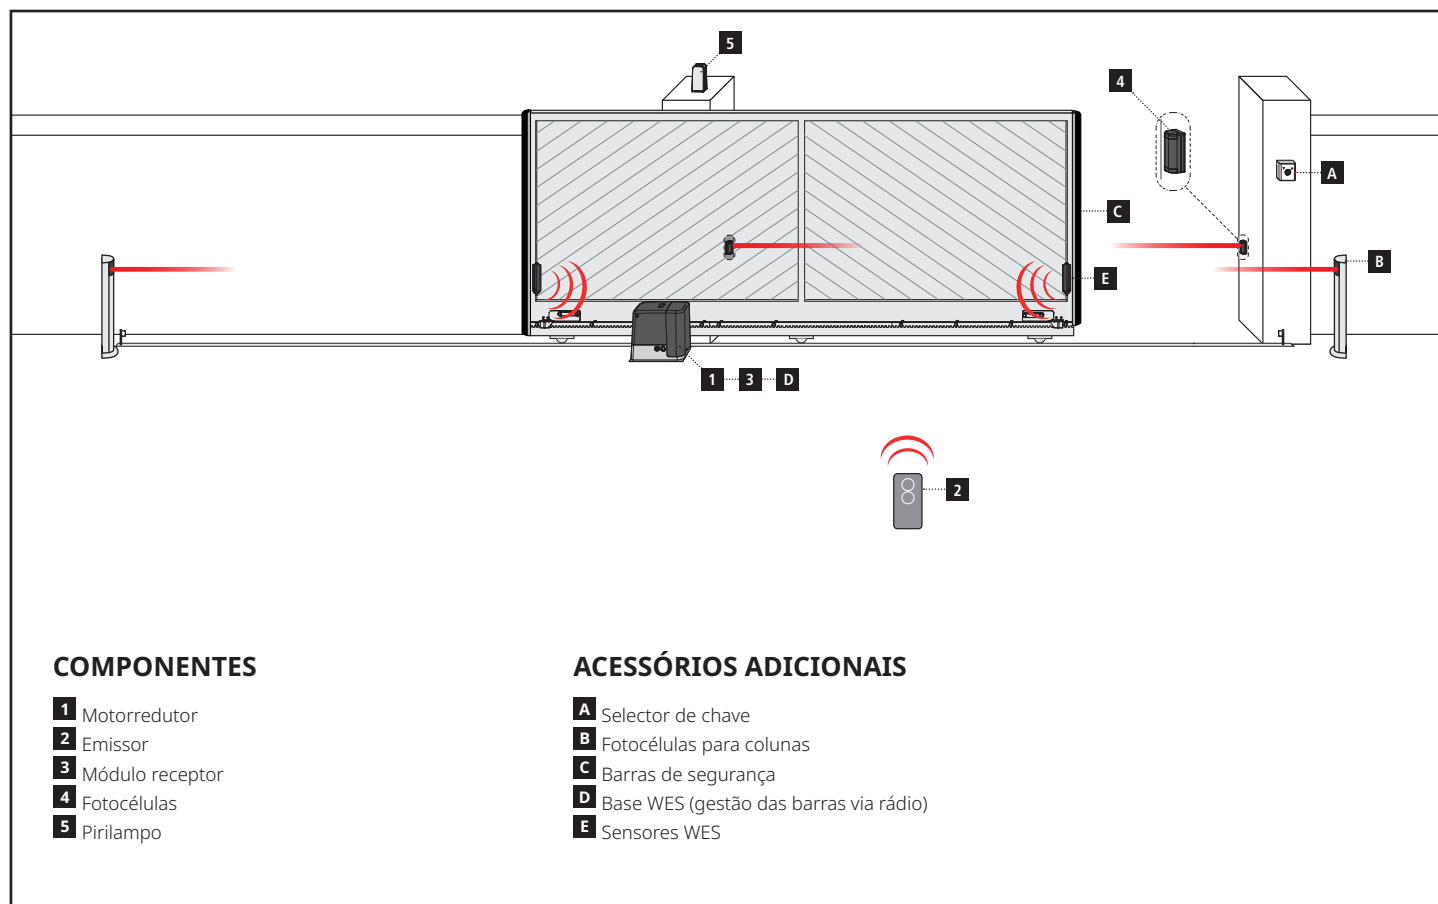 5
4
A
C
B
E
1 3 D
2
COMPONENTES
1 Motorredutor
2 Emissor
3 Módulo receptor
4 Fotocélulas
5 Pirilampo
ACESSÓRIOS ADICIONAIS
A Selector de chave
B Fotocélulas para colunas
C Barras de segurança
D Base WES (gestão das barras via rádio)
E Sensores WES